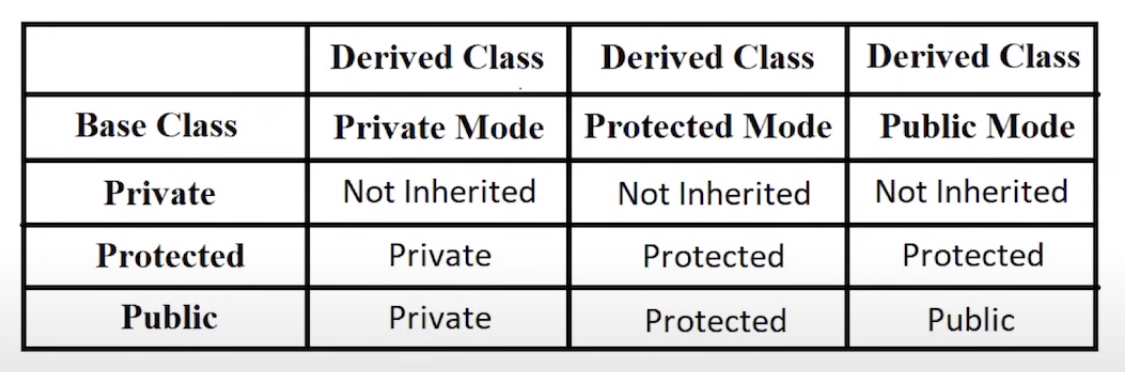 Derived Class Derived Class Derived Class
Base Class Private Mode Protected Mode Public Mode
Private Not Inherited Not Inherited Not Inherited
Protected Private Protected Protected
Public Private Protected Public